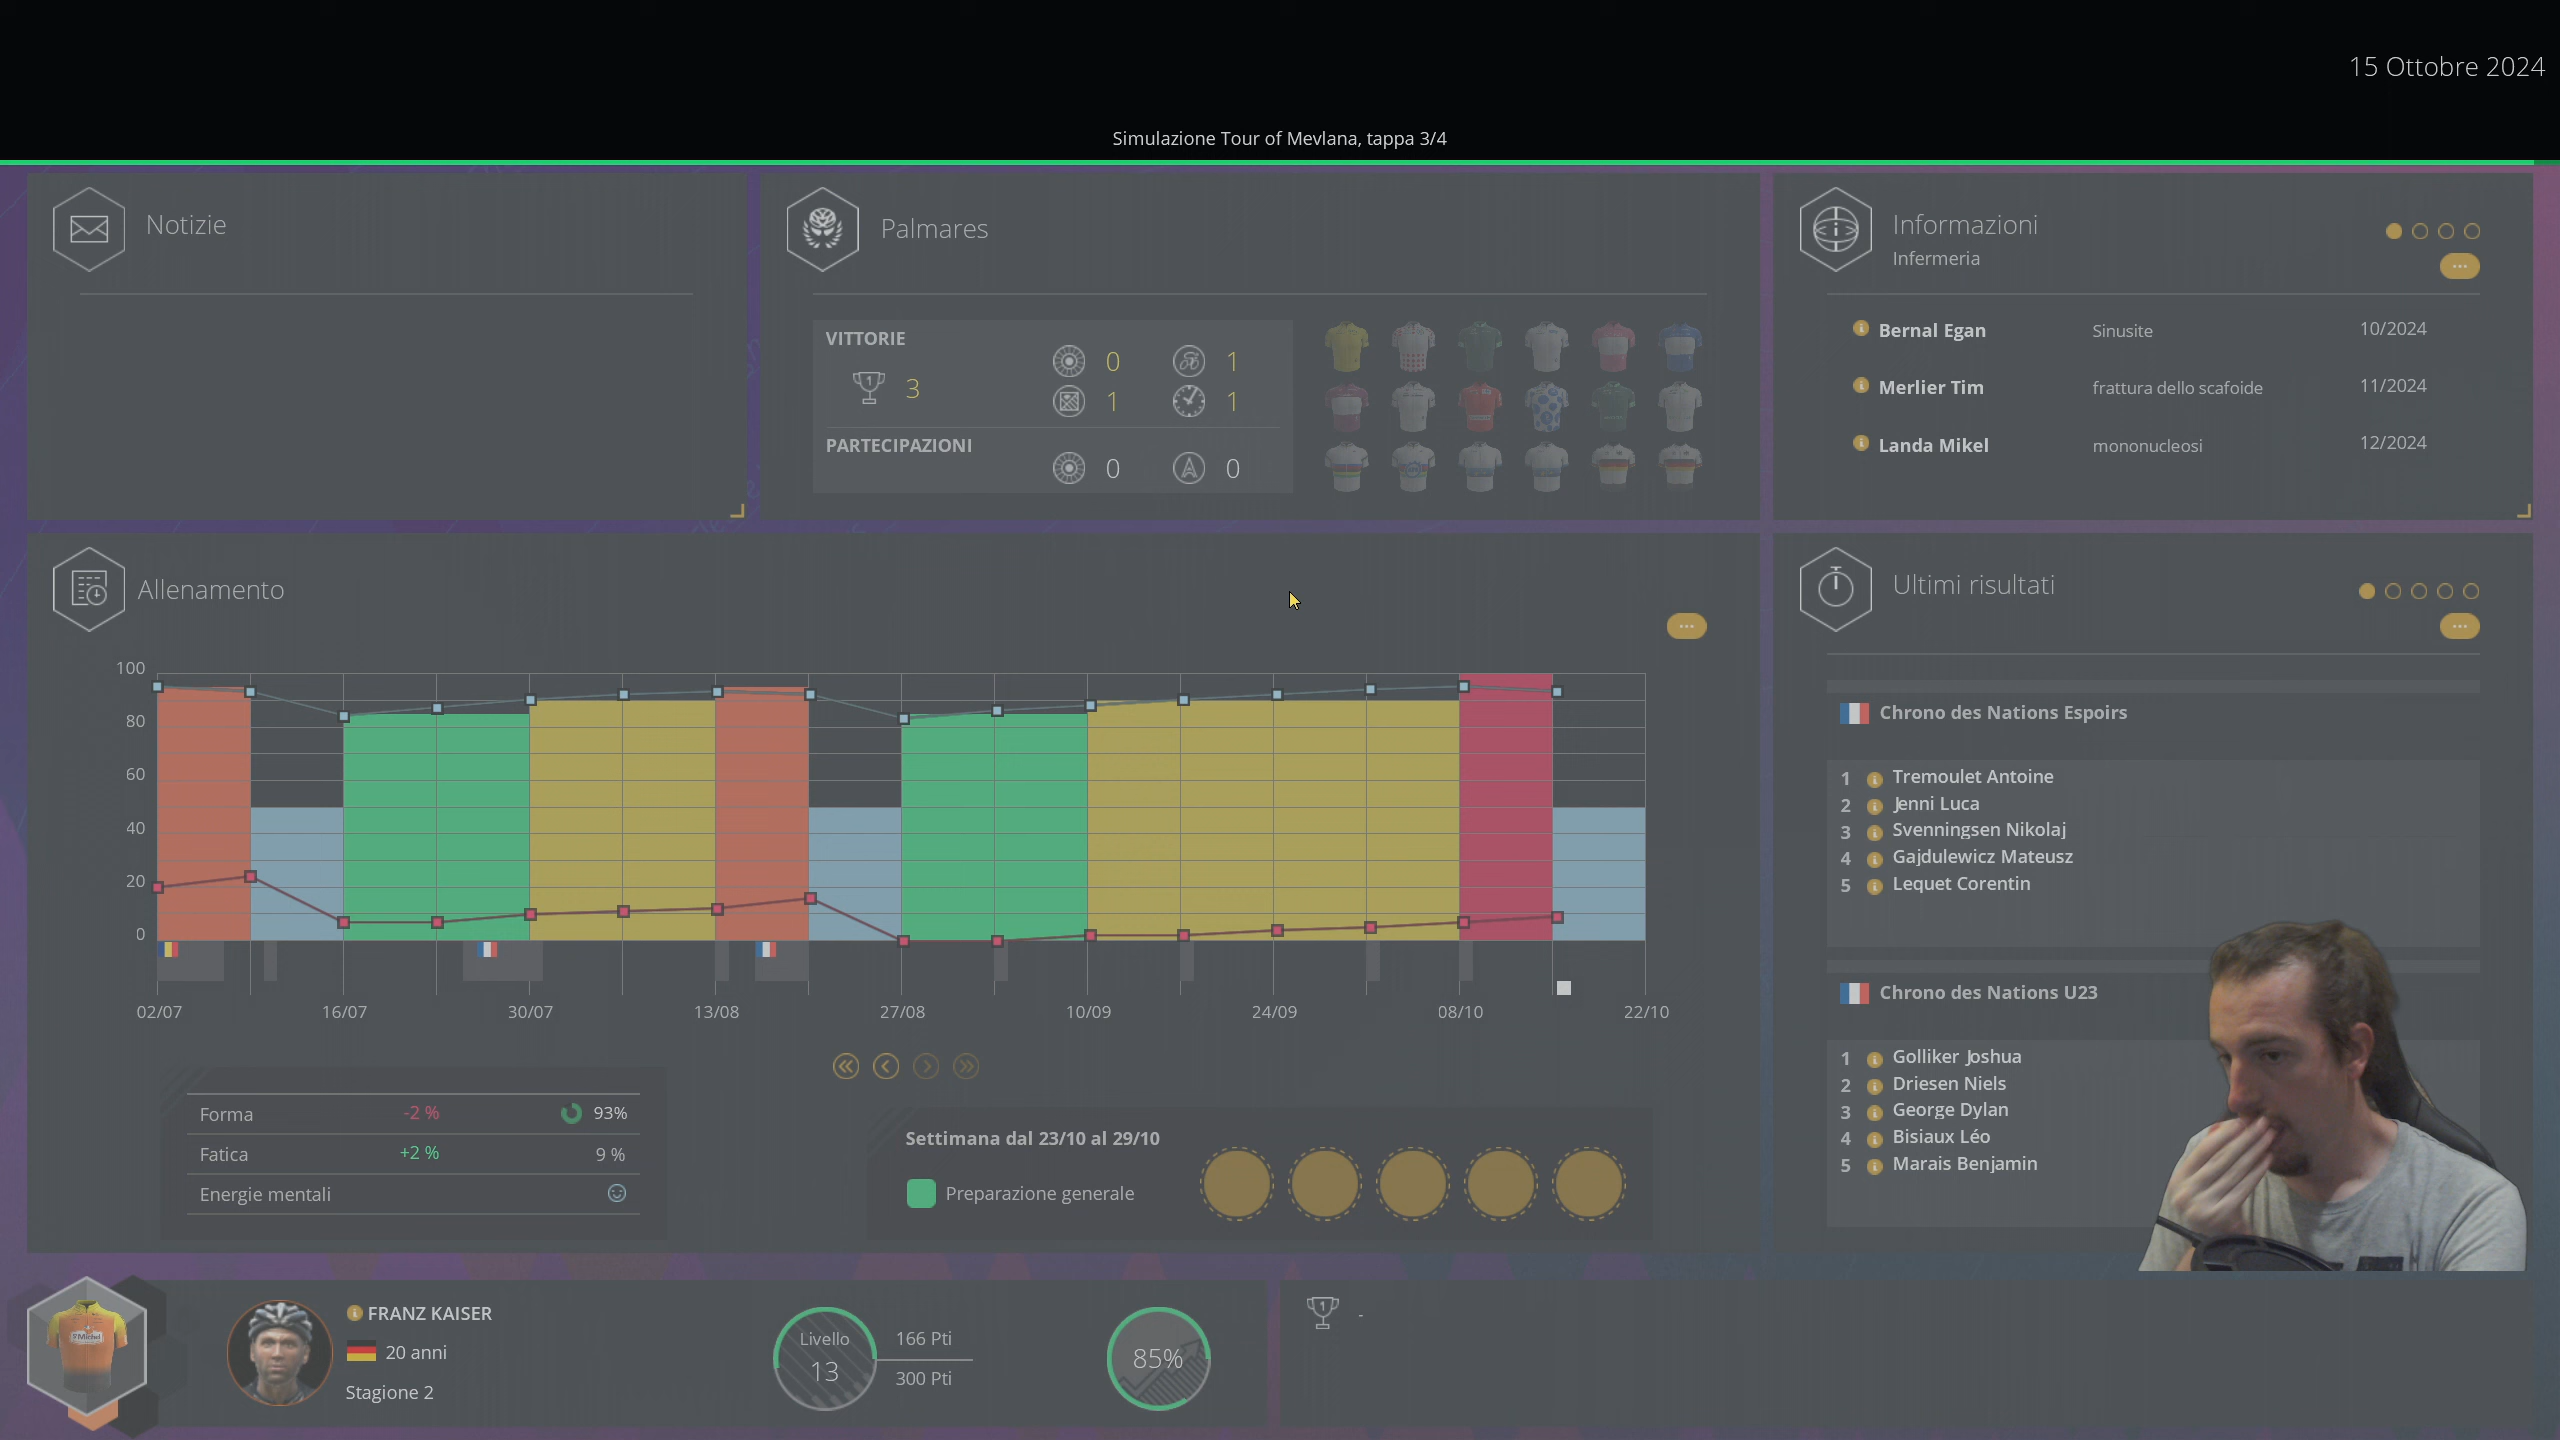 15 Ottobre 2024
Simulazione Tour of Mevlana, tappa 3/4
Notizie
Palmares
VITTORIE
3
0
1
1
1
PARTECIPAZIONI
0
0
Informazioni
Infermeria
Bernal Egan Sinusite 10/2024
Merlier Tim frattura dello scafoide 11/2024
Landa Mikel mononucleosi 12/2024
Allenamento
100
80
60
40
20
0
02/07 16/07 30/07 13/08 27/08 10/09 24/09 08/10 22/10
Forma -2 % 93%
Fatica +2 % 9 %
Energie mentali
Settimana dal 23/10 al 29/10
Preparazione generale
Ultimi risultati
Chrono des Nations Espoirs
1 Tremoulet Antoine
2 Jenni Luca
3 Svenningsen Nikolaj
4 Gajdulewicz Mateusz
5 Lequet Corentin
Chrono des Nations U23
1 Golliker Joshua
2 Driesen Niels
3 George Dylan
4 Bisiaux Léo
5 Marais Benjamin
St Michel
FRANZ KAISER
20 anni
Stagione 2
Livello
13
166 Pti
300 Pti
85%
-